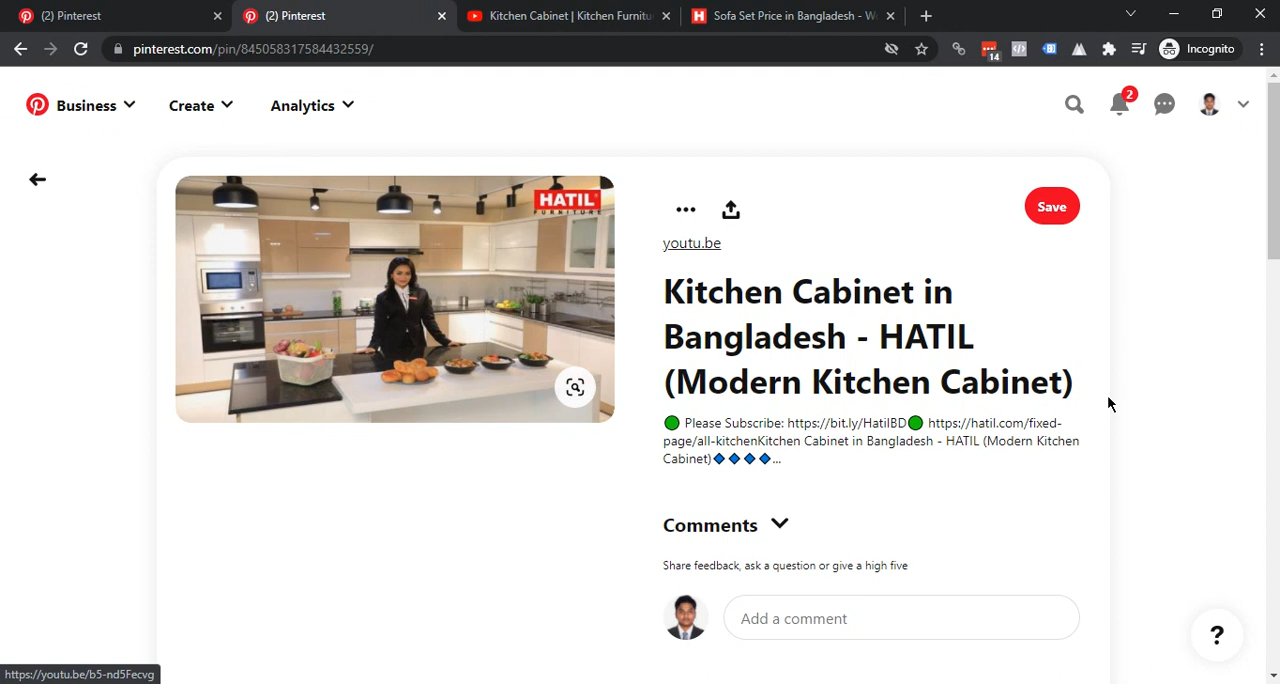 (2) Pinterest
(2) Pinterest
Kitchen Cabinet | Kitchen Furnitu
Sofa Set Price in Bangladesh - W
pinterest.com/pin/845058317584432559/
14
Incognito
Business
Create
Analytics
2
HATIL
FURNITURE
Save
youtu.be
Kitchen Cabinet in
Bangladesh - HATIL
(Modern Kitchen Cabinet)
🟢 Please Subscribe: https://bit.ly/HatilBD🟢 https://hatil.com/fixed-
page/all-kitchenKitchen Cabinet in Bangladesh - HATIL (Modern Kitchen
Cabinet)🔷🔷🔷🔷...
Comments
Share feedback, ask a question or give a high five
Add a comment
?
https://youtu.be/b5-nd5Fecvg